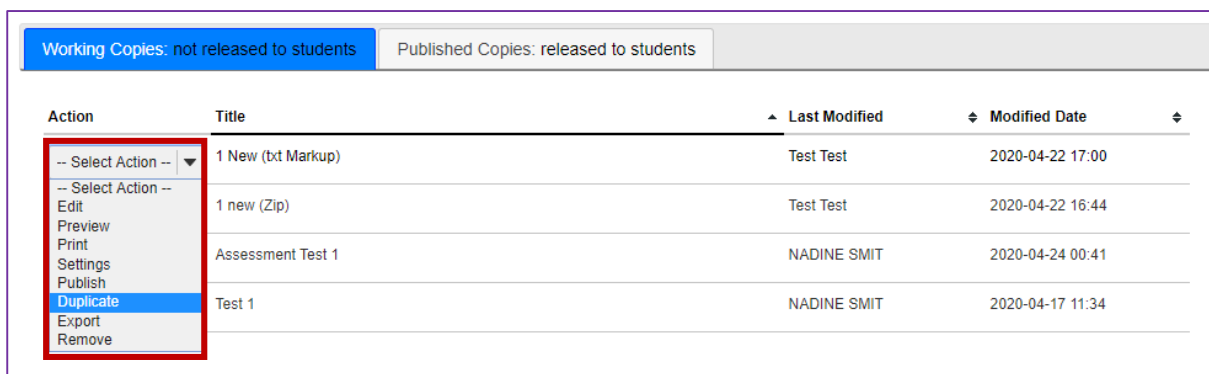 Working Copies: not released to students
Published Copies: released to students
Action Title Last Modified Modified Date
-- Select Action -- 1 New (txt Markup) Test Test 2020-04-22 17:00
-- Select Action --
Edit
1 new (Zip) Test Test 2020-04-22 16:44
Preview
Print
Settings
Assessment Test 1 NADINE SMIT 2020-04-24 00:41
Publish
Duplicate
Test 1 NADINE SMIT 2020-04-17 11:34
Export
Remove